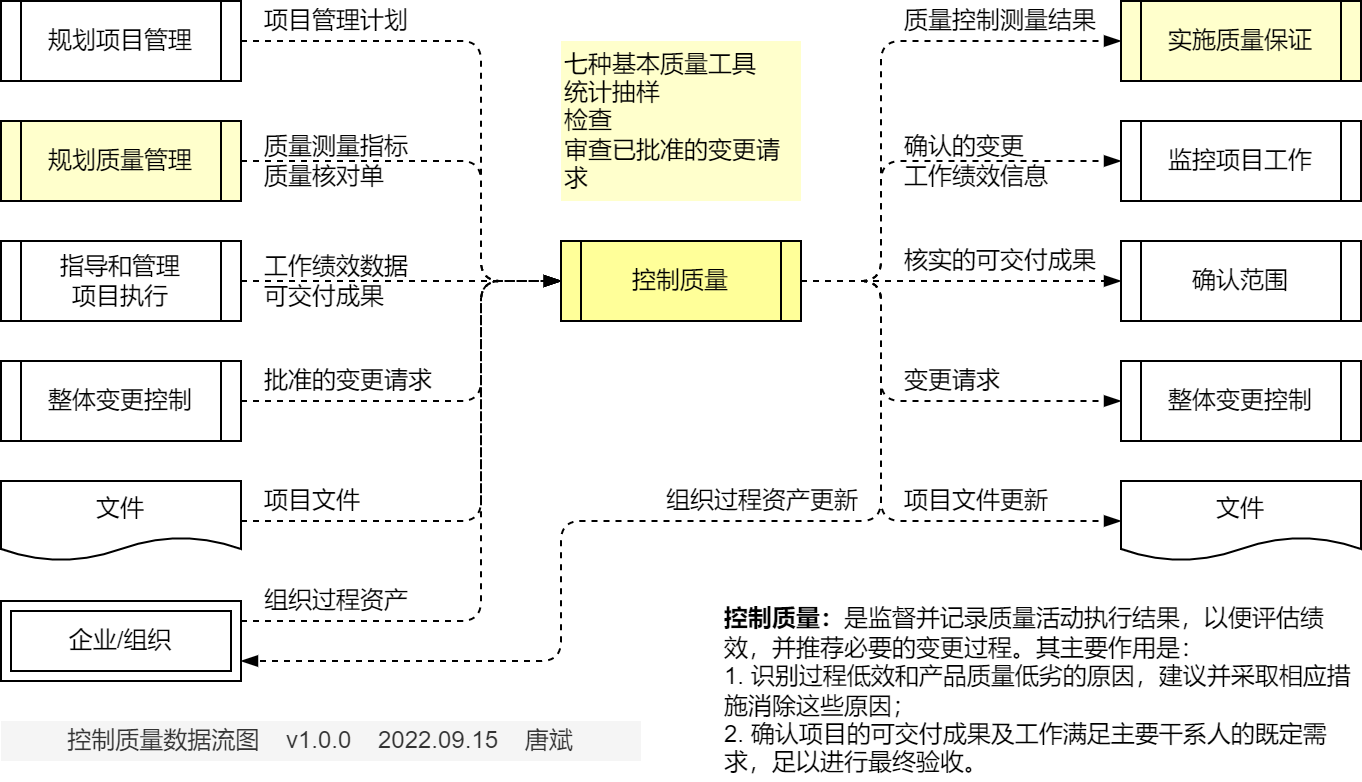 规划项目管理
项目管理计划
规划质量管理
质量测量指标
质量核对单
指导和管理
项目执行
工作绩效数据
可交付成果
整体变更控制
批准的变更请求
文件
项目文件
企业/组织
组织过程资产
七种基本质量工具
统计抽样
检查
审查已批准的变更请
求
控制质量
质量控制测量结果
实施质量保证
确认的变更
工作绩效信息
监控项目工作
核实的可交付成果
确认范围
变更请求
整体变更控制
组织过程资产更新
项目文件更新
文件
控制质量：是监督并记录质量活动执行结果，以便评估绩
效，并推荐必要的变更过程。其主要作用是：
1. 识别过程低效和产品质量低劣的原因，建议并采取相应措
施消除这些原因；
2. 确认项目的可交付成果及工作满足主要干系人的既定需
求，足以进行最终验收。
控制质量数据流图 v1.0.0 2022.09.15 唐斌